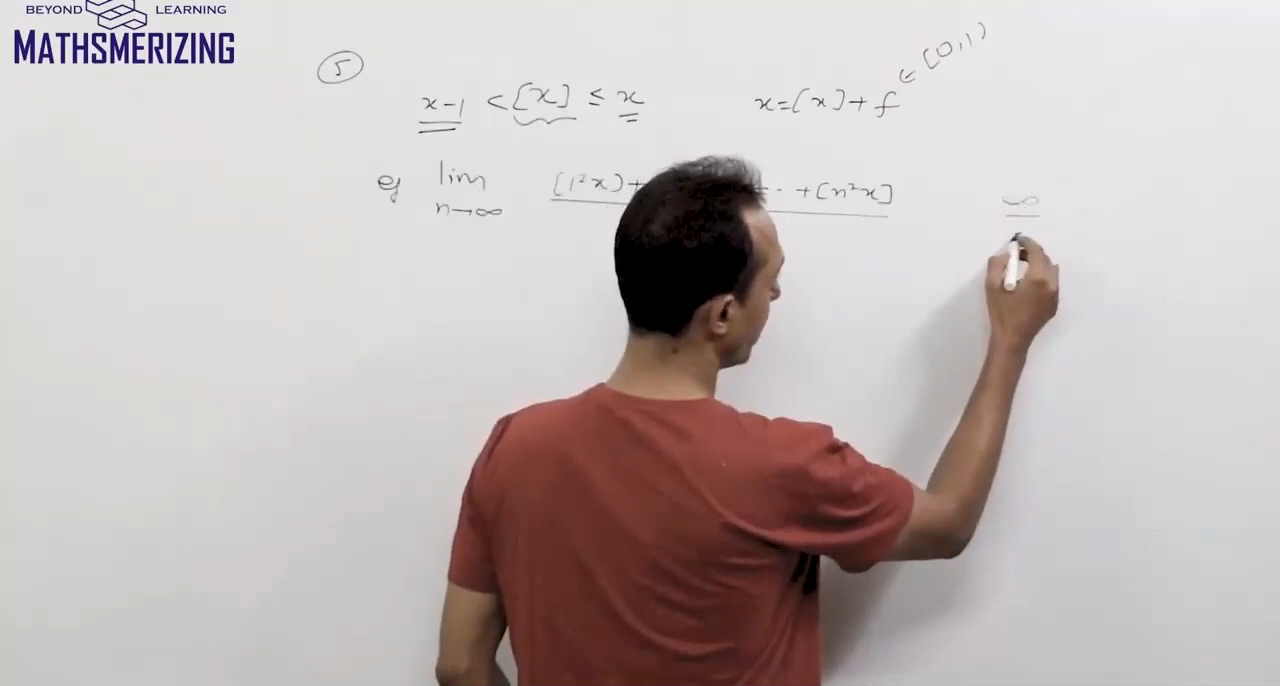 BEYOND LEARNING
MATHSMERIZING
5
x-1 < [x] ≤ x
x=[x]+f ∈ [0,1)
eg lim n→∞ [1²x]+ +..+[n²x]
∞